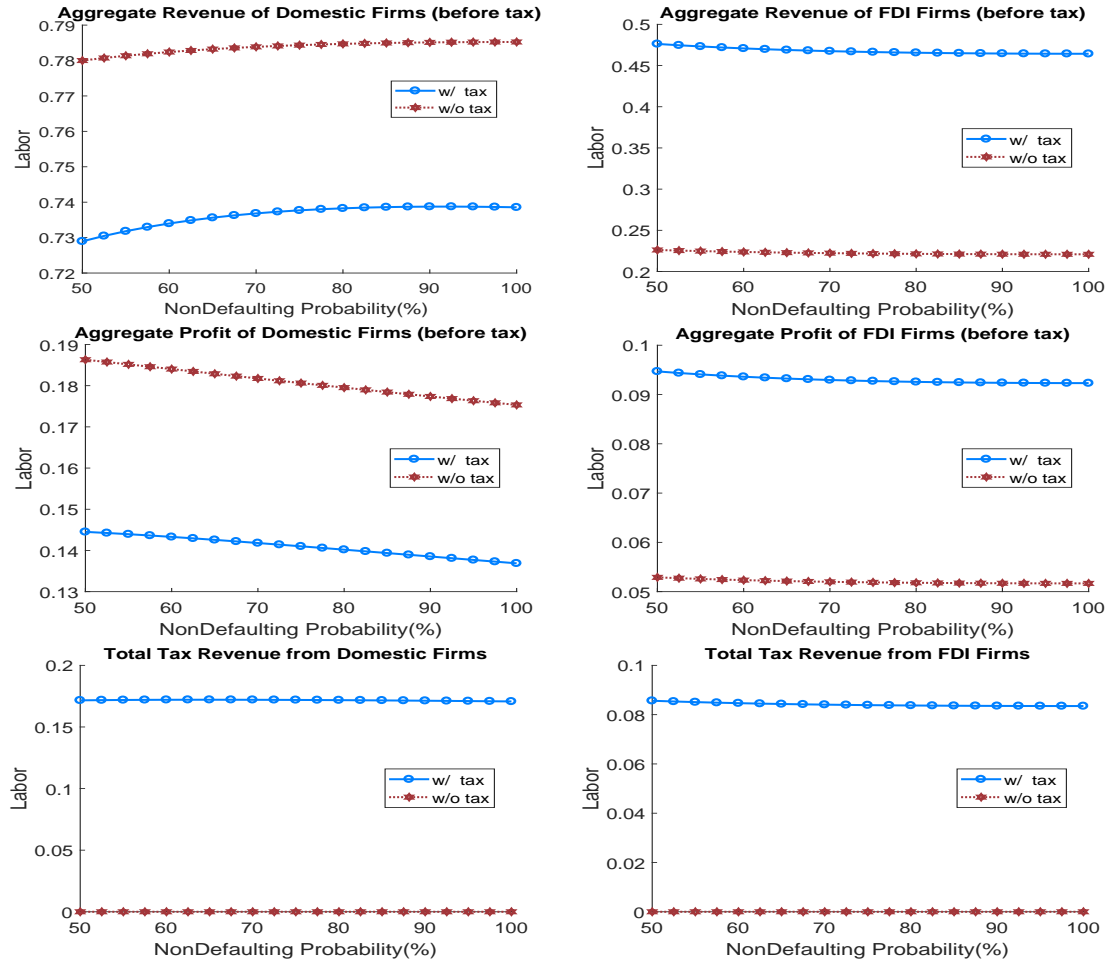 Aggregate Revenue of Domestic Firms (before tax)
0.79
0.78
0.77
0.76
0.75
0.74
0.73
0.72
Labor
w/ tax
w/o tax
50 60 70 80 90 100
NonDefaulting Probability(%)
Aggregate Revenue of FDI Firms (before tax)
0.5
0.45
0.4
0.35
0.3
0.25
0.2
Labor
w/ tax
w/o tax
50 60 70 80 90 100
NonDefaulting Probability(%)
Aggregate Profit of Domestic Firms (before tax)
0.19
0.18
0.17
0.16
0.15
0.14
0.13
Labor
w/ tax
w/o tax
50 60 70 80 90 100
NonDefaulting Probability(%)
Aggregate Profit of FDI Firms (before tax)
0.1
0.09
0.08
0.07
0.06
0.05
Labor
w/ tax
w/o tax
50 60 70 80 90 100
NonDefaulting Probability(%)
Total Tax Revenue from Domestic Firms
0.2
0.15
0.1
0.05
0
Labor
w/ tax
w/o tax
50 60 70 80 90 100
NonDefaulting Probability(%)
Total Tax Revenue from FDI Firms
0.1
0.08
0.06
0.04
0.02
0
Labor
w/ tax
w/o tax
50 60 70 80 90 100
NonDefaulting Probability(%)